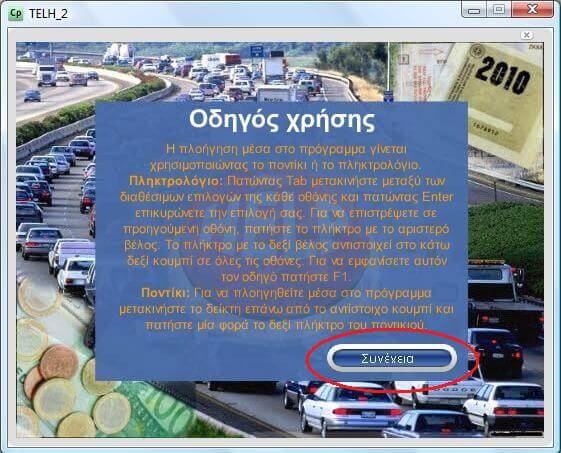 Cp TELH_2
2010
Οδηγός χρήσης
Η πλοήγηση μέσα στο πρόγραμμα γίνεται
χρησιμοποιώντας το ποντίκι ή το πληκτρολόγιο.
Πληκτρολόγιο: Πατώντας Tab μετακινήστε μεταξύ των
διαθέσιμων επιλογών της κάθε οθόνης και πατώντας Enter
επικυρώνετε την επιλογή σας. Για να επιστρέψετε σε
προηγούμενη οθόνη, πατήστε το πλήκτρο με το αριστερό
βέλος. Το πλήκτρο με το δεξί βέλος αντιστοιχεί στο κάτω
δεξί κουμπί σε όλες τις οθόνες. Για να εμφανίσετε αυτόν
τον οδηγό πατήστε F1.
Ποντίκι: Για να πλοηγηθείτε μέσα στο πρόγραμμα
μετακινήστε το δείκτη επάνω από το αντίστοιχο κουμπί και
πατήστε μία φορά το δεξί πλήκτρο του ποντικιού.
Συνέχεια